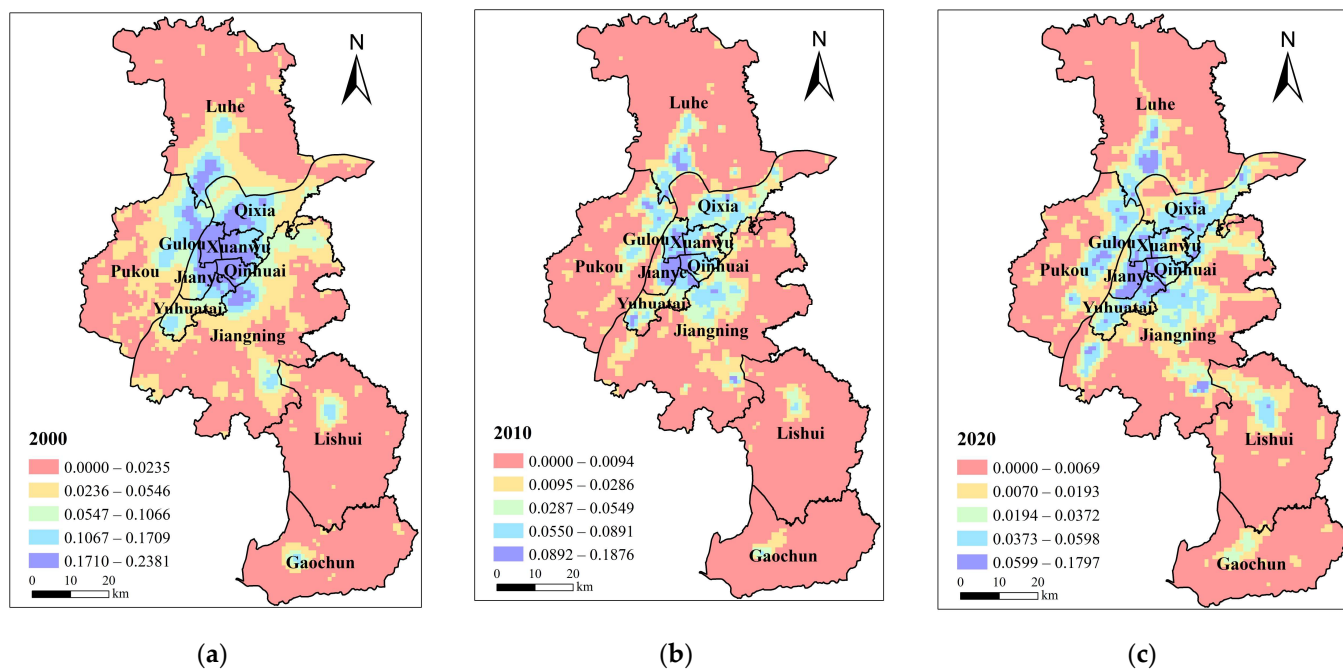 N
Luhe
Qixia
Gulou
Xuanwu
Pukou
Jianye
Qinhuai
Yuhuatai
Jiangning
Lishui
Gaochun
2000
0.0000 – 0.0235
0.0236 – 0.0546
0.0547 – 0.1066
0.1067 – 0.1709
0.1710 – 0.2381
0 10 20
km
(a)
N
Luhe
Qixia
Gulou
Xuanwu
Pukou
Jianye
Qinhuai
Yuhuatai
Jiangning
Lishui
Gaochun
2010
0.0000 – 0.0094
0.0095 – 0.0286
0.0287 – 0.0549
0.0550 – 0.0891
0.0892 – 0.1876
0 10 20
km
(b)
N
Luhe
Qixia
Gulou
Xuanwu
Pukou
Jianye
Qinhuai
Yuhuatai
Jiangning
Lishui
Gaochun
2020
0.0000 – 0.0069
0.0070 – 0.0193
0.0194 – 0.0372
0.0373 – 0.0598
0.0599 – 0.1797
0 10 20
km
(c)